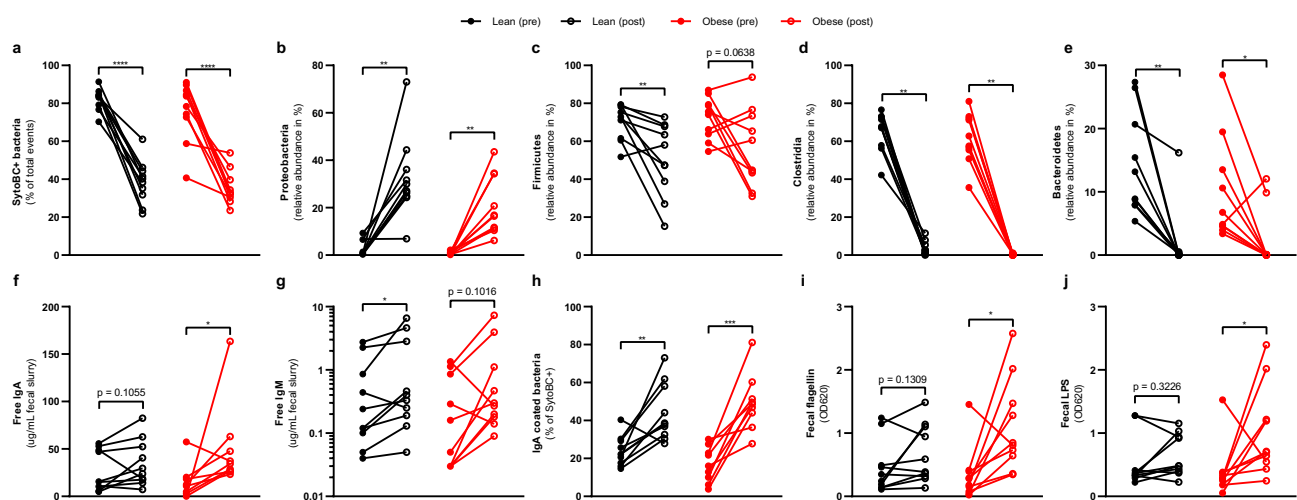 Lean (pre) Lean (post) Obese (pre) Obese (post)
a
SytoBC+ bacteria
(% of total events)
100
80
60
40
20
0
****
****
b
Proteobacteria
(relative abundance in %)
80
60
40
20
0
**
**
c
Firmicutes
(relative abundance in %)
100
80
60
40
20
0
**
p = 0.0638
d
Clostridia
(relative abundance in %)
100
80
60
40
20
0
**
**
e
Bacteroidetes
(relative abundance in %)
30
20
10
0
**
*
f
Free IgA
(ug/mL fecal slurry)
200
150
100
50
0
p = 0.1055
*
g
Free IgM
(ug/mL fecal slurry)
10
1
0.1
0.01
*
p = 0.1016
h
IgA coated bacteria
(% of SytoBC+)
100
80
60
40
20
0
**
***
i
Fecal flagellin
(OD620)
3
2
1
0
p = 0.1309
*
j
Fecal LPS
(OD620)
3
2
1
0
p = 0.3226
*